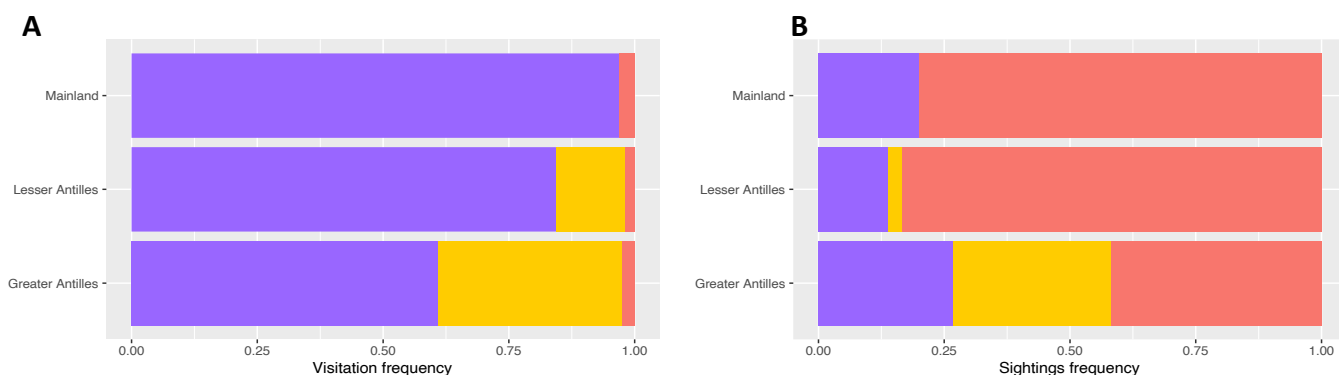 A
Mainland
Lesser Antilles
Greater Antilles
0.00 0.25 0.50 0.75 1.00
Visitation frequency
B
Mainland
Lesser Antilles
Greater Antilles
0.00 0.25 0.50 0.75 1.00
Sightings frequency